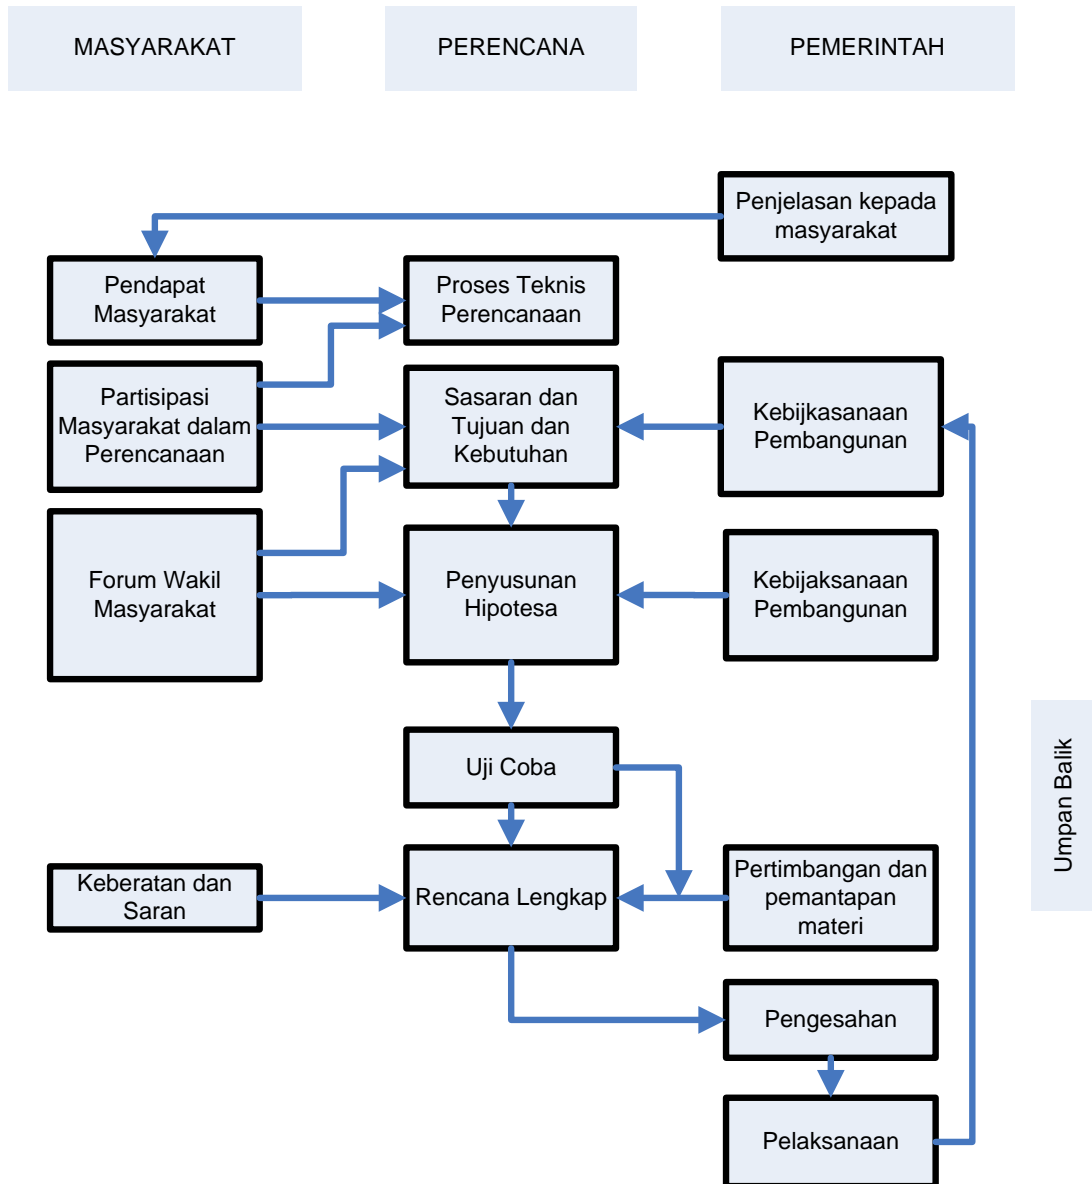 MASYARAKAT
PERENCANA
PEMERINTAH
Penjelasan kepada
masyarakat
Pendapat
Masyarakat
Proses Teknis
Perencanaan
Partisipasi
Masyarakat dalam
Perencanaan
Sasaran dan
Tujuan dan
Kebutuhan
Kebijkasanaan
Pembangunan
Forum Wakil
Masyarakat
Penyusunan
Hipotesa
Kebijaksanaan
Pembangunan
Uji Coba
Umpan Balik
Keberatan dan
Saran
Rencana Lengkap
Pertimbangan dan
pemantapan
materi
Pengesahan
Pelaksanaan